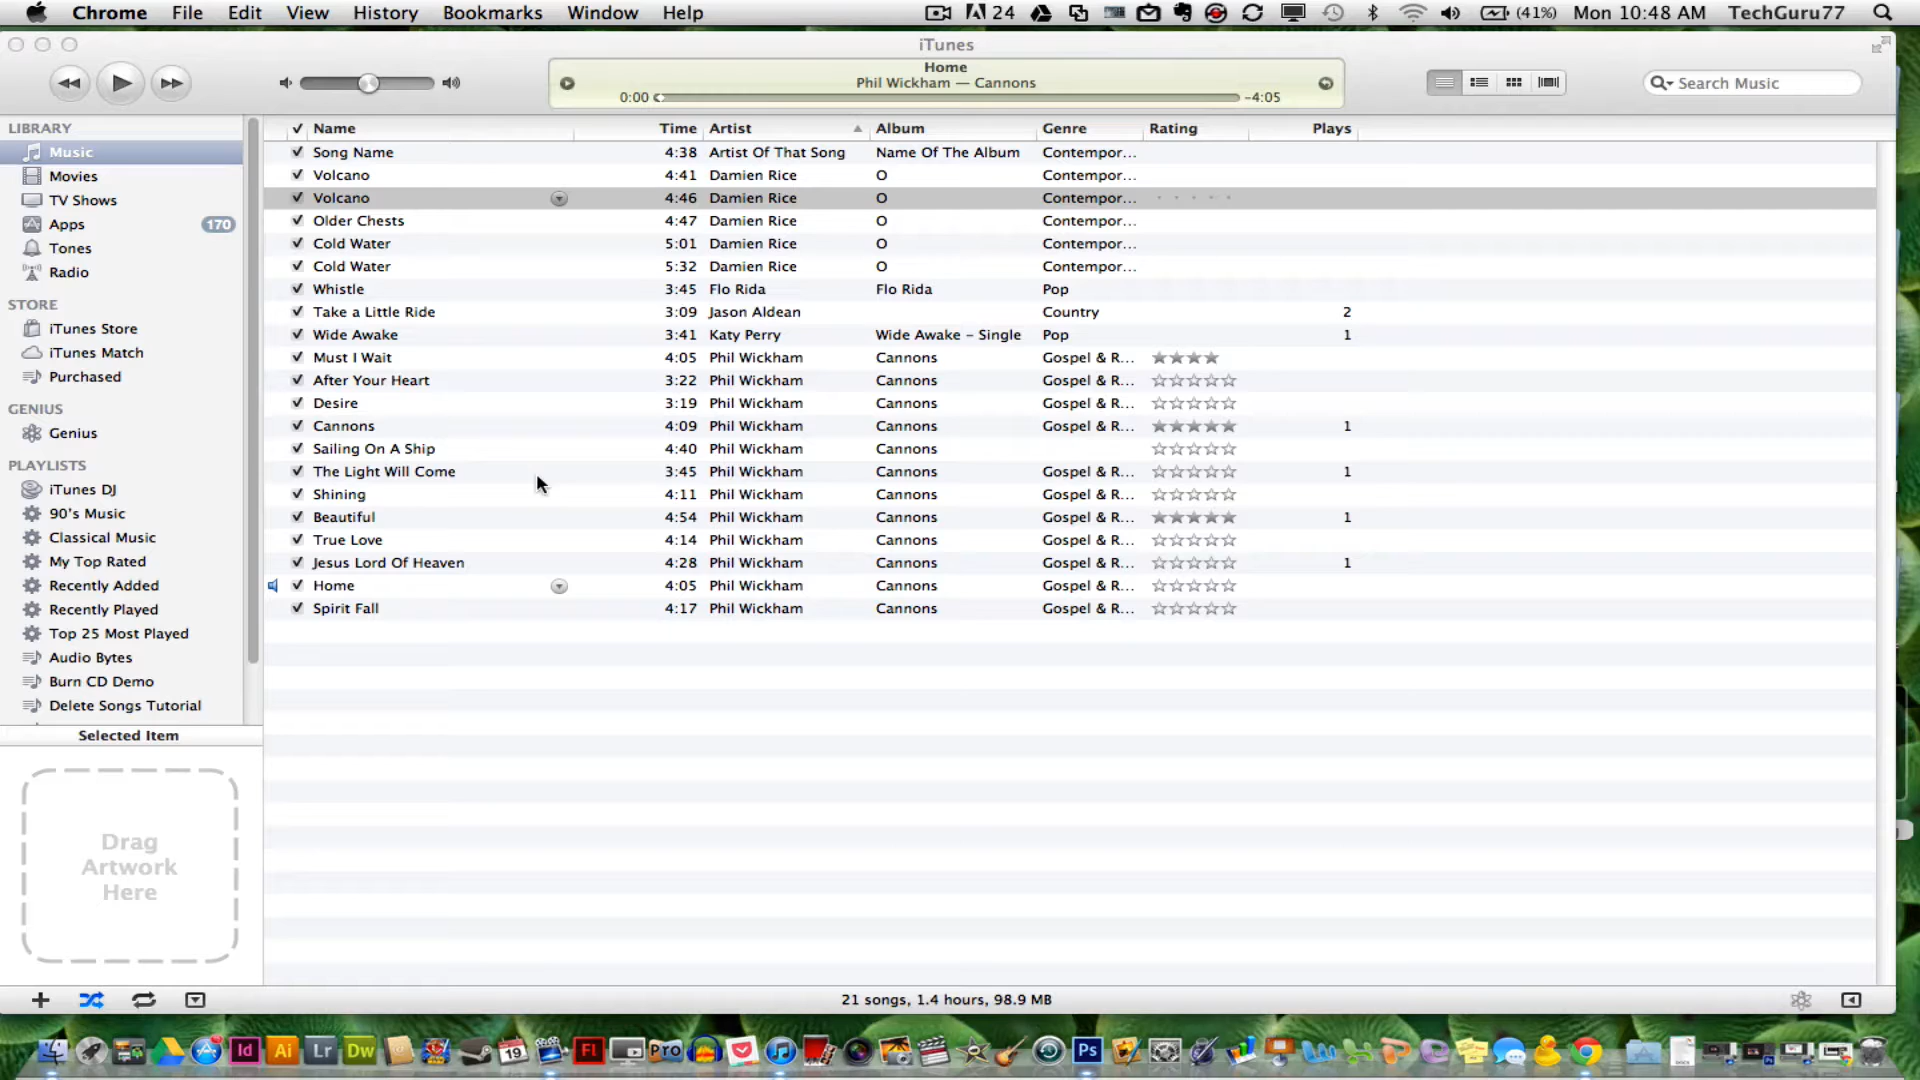 Chrome File Edit View History Bookmarks Window Help 24 (41%) Mon 10:48 AM TechGuru77
iTunes
Home
Phil Wickham — Cannons
0:00 -4:05
Search Music
LIBRARY
Music
Movies
TV Shows
Apps 170
Tones
Radio
STORE
iTunes Store
iTunes Match
Purchased
GENIUS
Genius
PLAYLISTS
iTunes DJ
90's Music
Classical Music
My Top Rated
Recently Added
Recently Played
Top 25 Most Played
Audio Bytes
Burn CD Demo
Delete Songs Tutorial
Selected Item
Drag
Artwork
Here
✓ Name Time Artist Album Genre Rating Plays
Song Name 4:38 Artist Of That Song Name Of The Album Contempor...
Volcano 4:41 Damien Rice O Contempor...
Volcano 4:46 Damien Rice O Contempor...
Older Chests 4:47 Damien Rice O Contempor...
Cold Water 5:01 Damien Rice O Contempor...
Cold Water 5:32 Damien Rice O Contempor...
Whistle 3:45 Flo Rida Flo Rida Pop
Take a Little Ride 3:09 Jason Aldean Country 2
Wide Awake 3:41 Katy Perry Wide Awake – Single Pop 1
Must I Wait 4:05 Phil Wickham Cannons Gospel & R...
After Your Heart 3:22 Phil Wickham Cannons Gospel & R...
Desire 3:19 Phil Wickham Cannons Gospel & R...
Cannons 4:09 Phil Wickham Cannons Gospel & R... 1
Sailing On A Ship 4:40 Phil Wickham Cannons
The Light Will Come 3:45 Phil Wickham Cannons Gospel & R... 1
Shining 4:11 Phil Wickham Cannons Gospel & R...
Beautiful 4:54 Phil Wickham Cannons Gospel & R... 1
True Love 4:14 Phil Wickham Cannons Gospel & R...
Jesus Lord Of Heaven 4:28 Phil Wickham Cannons Gospel & R... 1
Home 4:05 Phil Wickham Cannons Gospel & R...
Spirit Fall 4:17 Phil Wickham Cannons Gospel & R...
21 songs, 1.4 hours, 98.9 MB
Id Ai Lr Dw 19 Fl Pro Ps